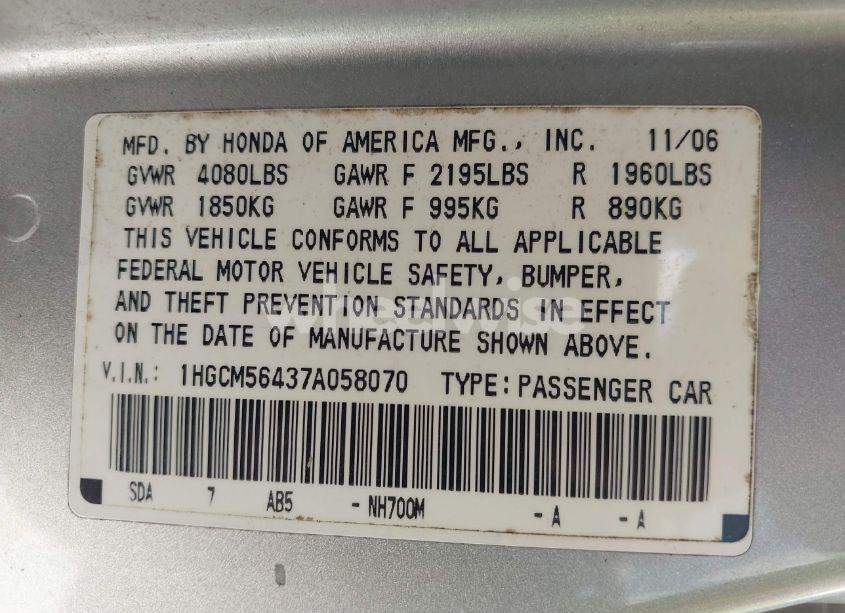 MFD. BY HONDA OF AMERICA MFG., INC. 11/06
GVWR 4080LBS GAWR F 2195LBS R 1960LBS
GVWR 1850KG GAWR F 995KG R 890KG
THIS VEHICLE CONFORMS TO ALL APPLICABLE
FEDERAL MOTOR VEHICLE SAFETY, BUMPER,
AND THEFT PREVENTION STANDARDS IN EFFECT
ON THE DATE OF MANUFACTURE SHOWN ABOVE.
V.I.N.: 1HGCM56437A058070 TYPE:PASSENGER CAR
SDA 7 AB5 - NH700M - A - A
wheelwise